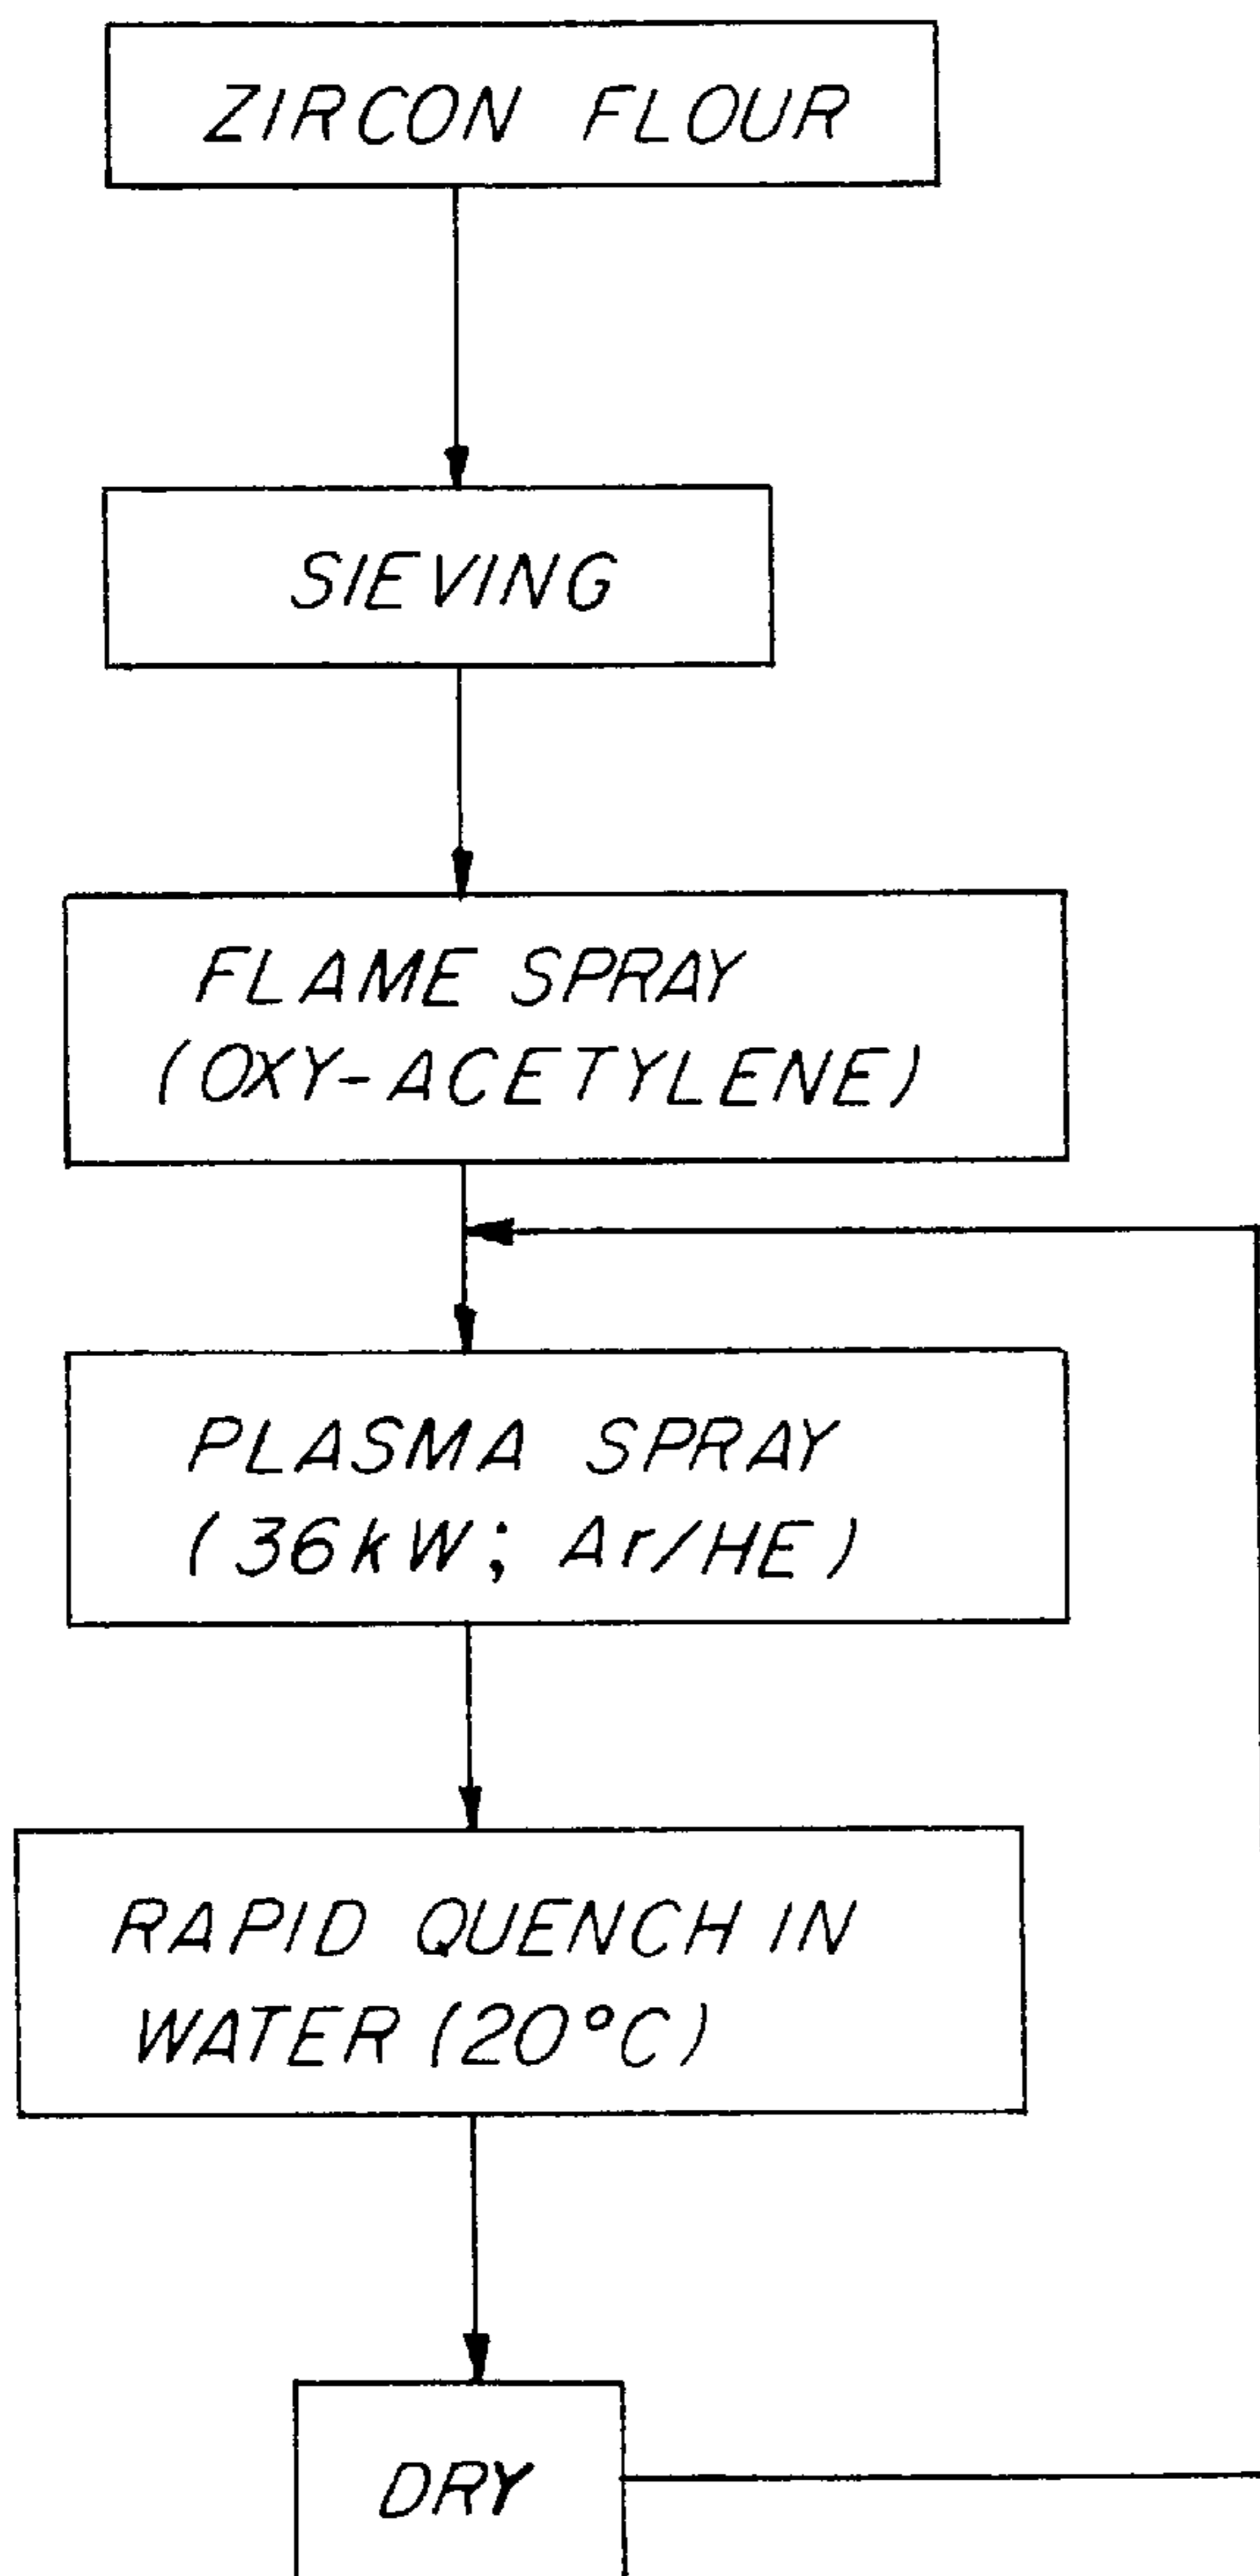 ZIRCON FLOUR
SIEVING
FLAME SPRAY
(OXY-ACETYLENE)
PLASMA SPRAY
(36kW; Ar/HE)
RAPID QUENCH IN
WATER (20°C)
DRY